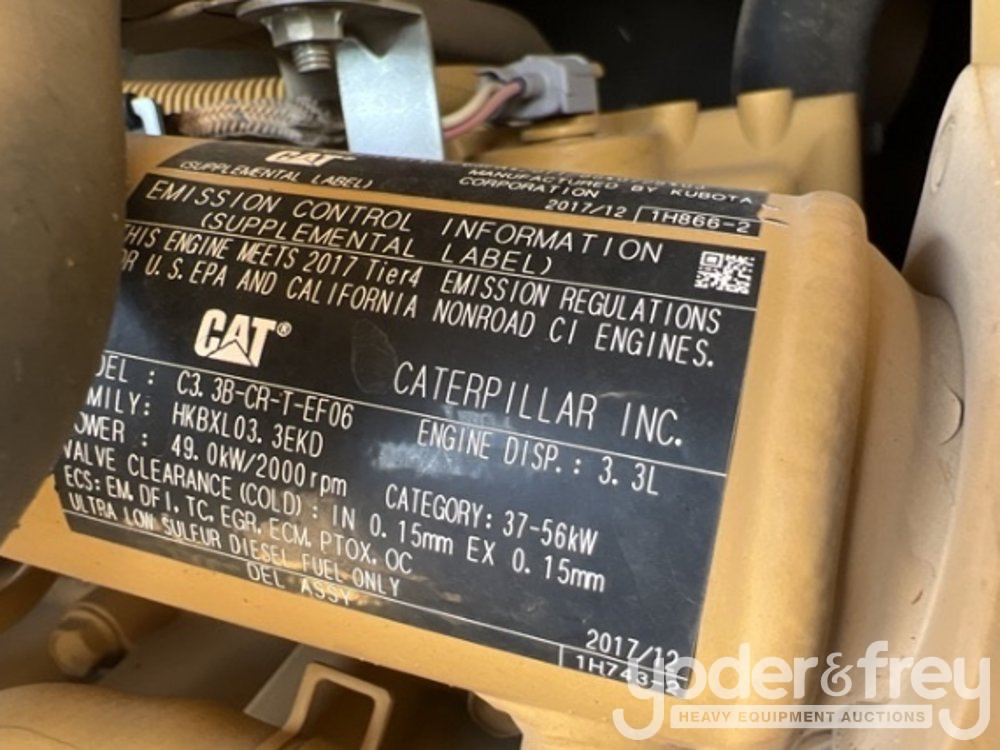 CAT
(SUPPLEMENTAL LABEL)
MANUFACTURED BY KUBOTA
CORPORATION
2017/12 1H866-2
EMISSION CONTROL INFORMATION
(SUPPLEMENTAL LABEL)
THIS ENGINE MEETS 2017 Tier4 EMISSION REGULATIONS
OR U.S. EPA AND CALIFORNIA NONROAD CI ENGINES.
CAT®
CATERPILLAR INC.
DEL : C3.3B-CR-T-EF06
MILY: HKBXL03.3EKD
ENGINE DISP.: 3.3L
OWER : 49.0kW/2000rpm
CATEGORY: 37-56kW
VALVE CLEARANCE (COLD) : IN 0.15mm EX 0.15mm
ECS: EM, DFI, TC, EGR, ECM, PTOX, OC
ULTRA LOW SULFUR DIESEL FUEL ONLY
DEL ASSY
2017/12
1H743-2
yoder&frey
HEAVY EQUIPMENT AUCTIONS